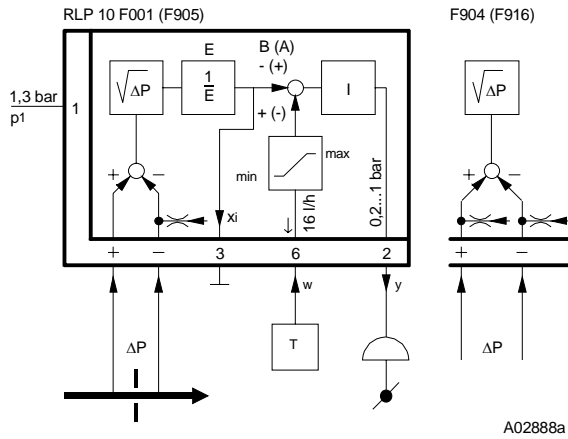 RLP 10 F001 (F905)
F904 (F916)
E
B (A)
- (+)
√ΔP
1
E
I
√ΔP
1,3 bar
p1
1
+ (-)
max
min
+
−
+
−
xi
16 l/h
0,2...1 bar
+
−
3
6
2
+
−
w
y
ΔP
T
ΔP
A02888a